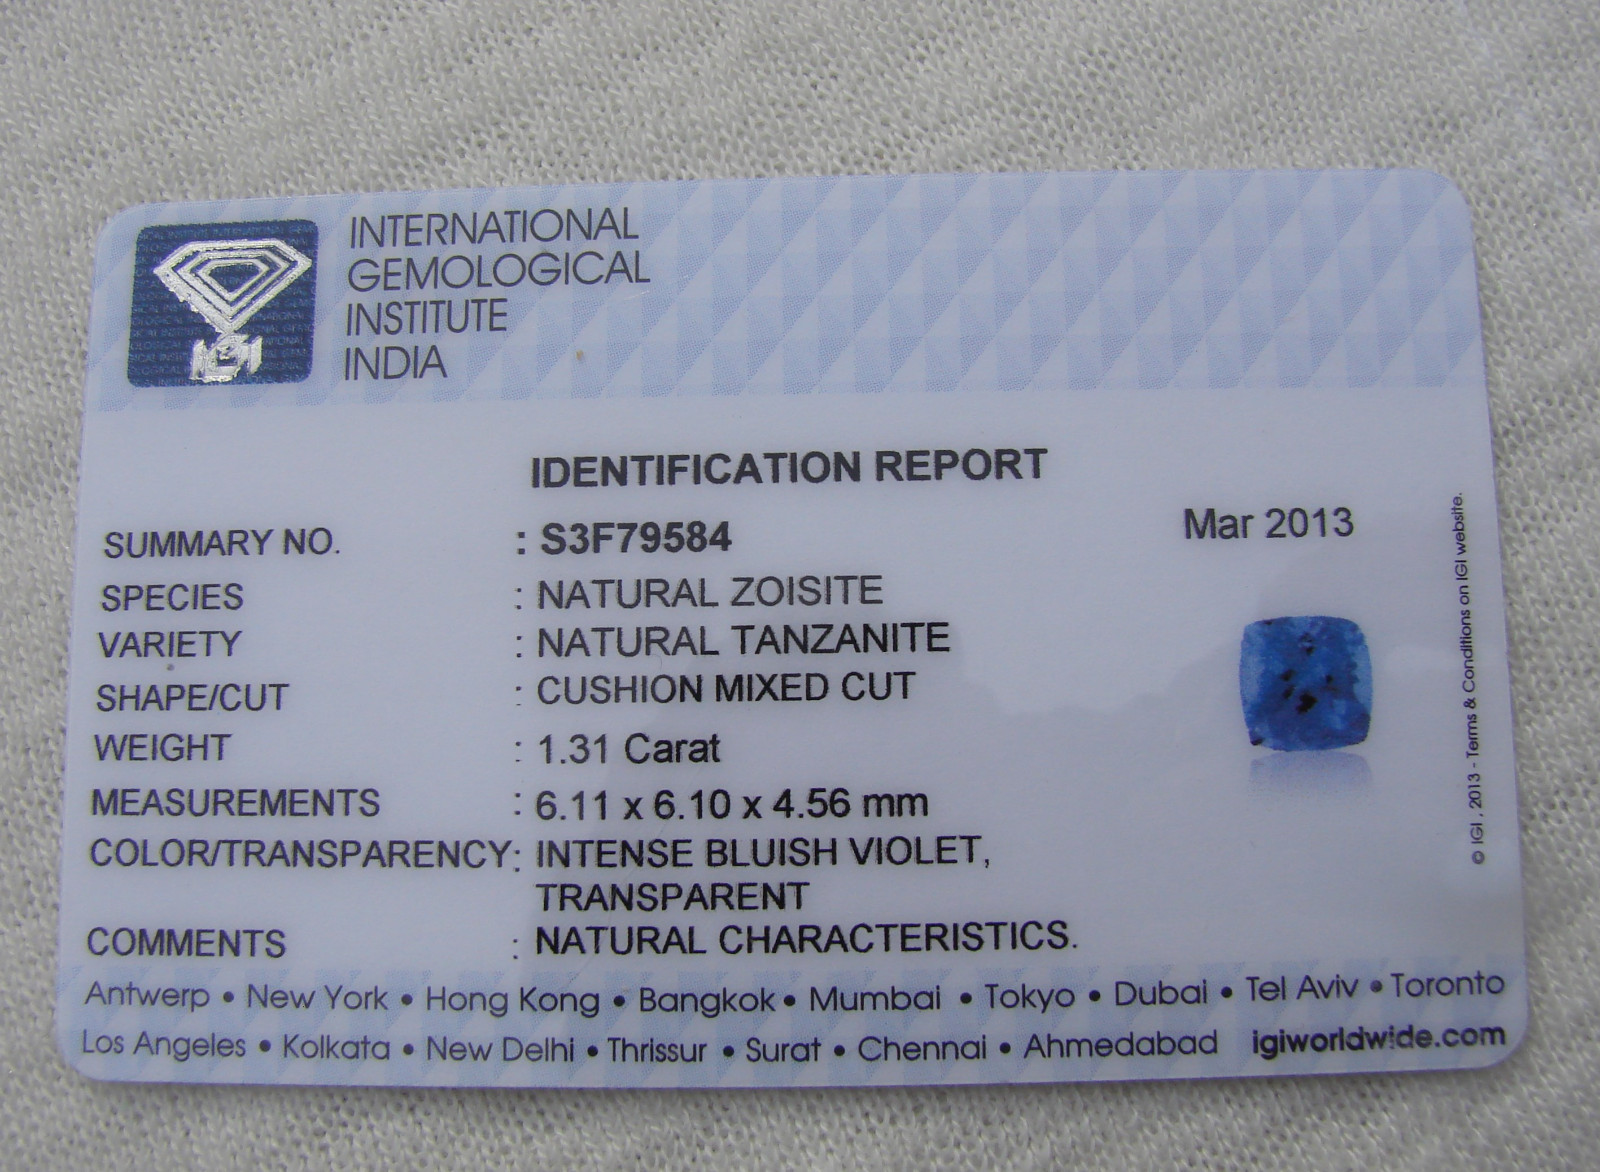 IGI
INTERNATIONAL
GEMOLOGICAL
INSTITUTE
INDIA
IDENTIFICATION REPORT
Mar 2013
SUMMARY NO. : S3F79584
SPECIES : NATURAL ZOISITE
VARIETY : NATURAL TANZANITE
SHAPE/CUT : CUSHION MIXED CUT
WEIGHT : 1.31 Carat
MEASUREMENTS : 6.11 x 6.10 x 4.56 mm
COLOR/TRANSPARENCY: INTENSE BLUISH VIOLET,
TRANSPARENT
COMMENTS : NATURAL CHARACTERISTICS.
© IGI, 2013 - Terms & Conditions on IGI website.
Antwerp • New York • Hong Kong • Bangkok • Mumbai • Tokyo • Dubai • Tel Aviv • Toronto
Los Angeles • Kolkata • New Delhi • Thrissur • Surat • Chennai • Ahmedabad igiworldwide.com